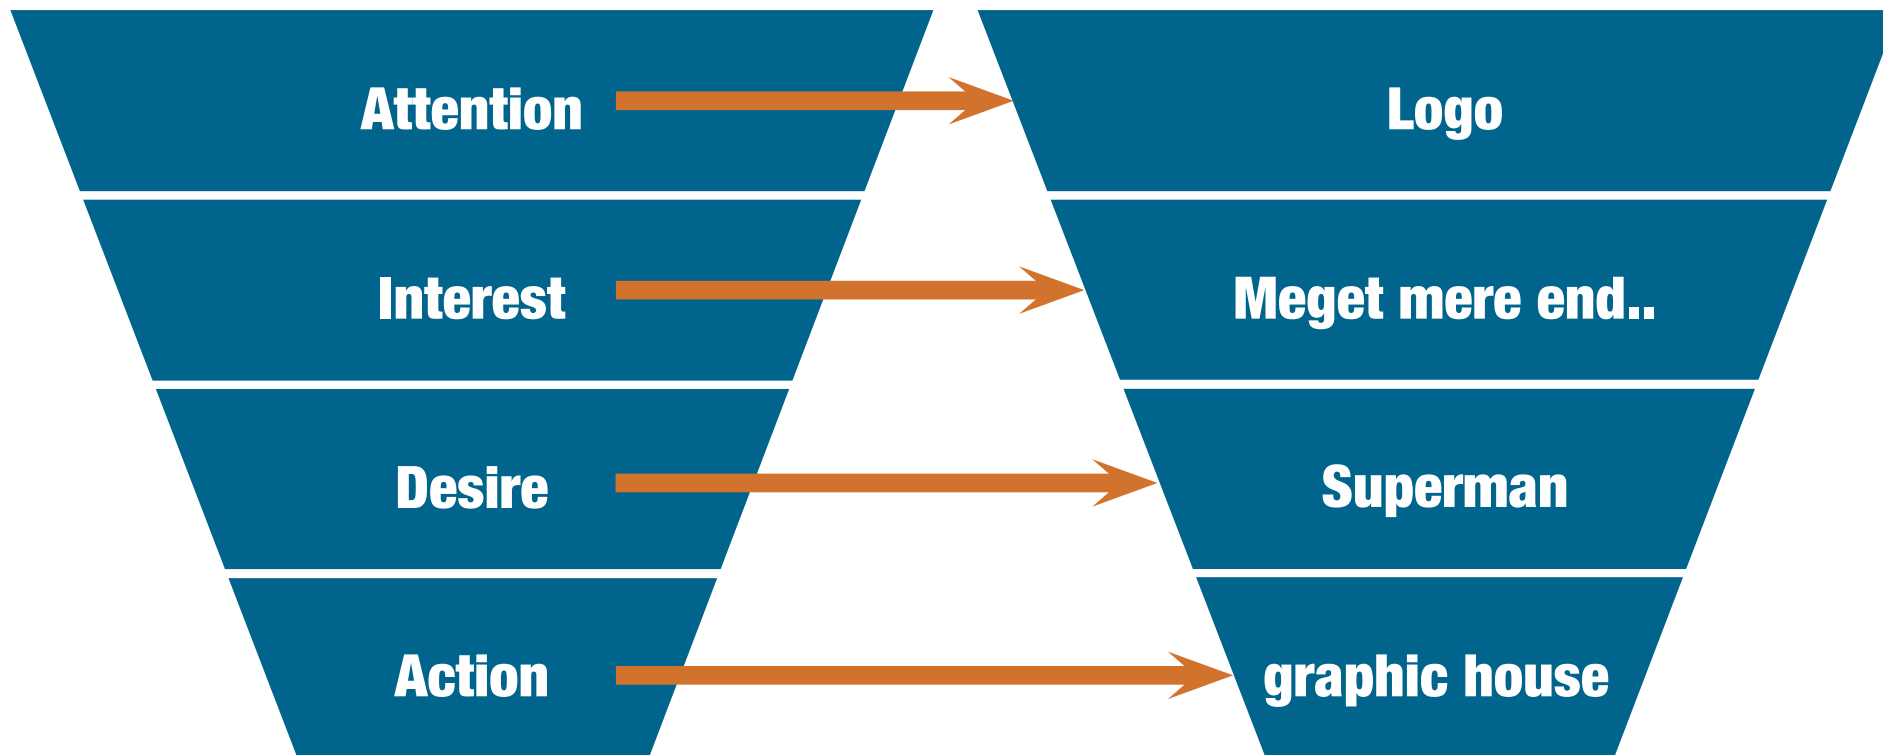 Attention
Logo
Interest
Meget mere end..
Desire
Superman
Action
graphic house